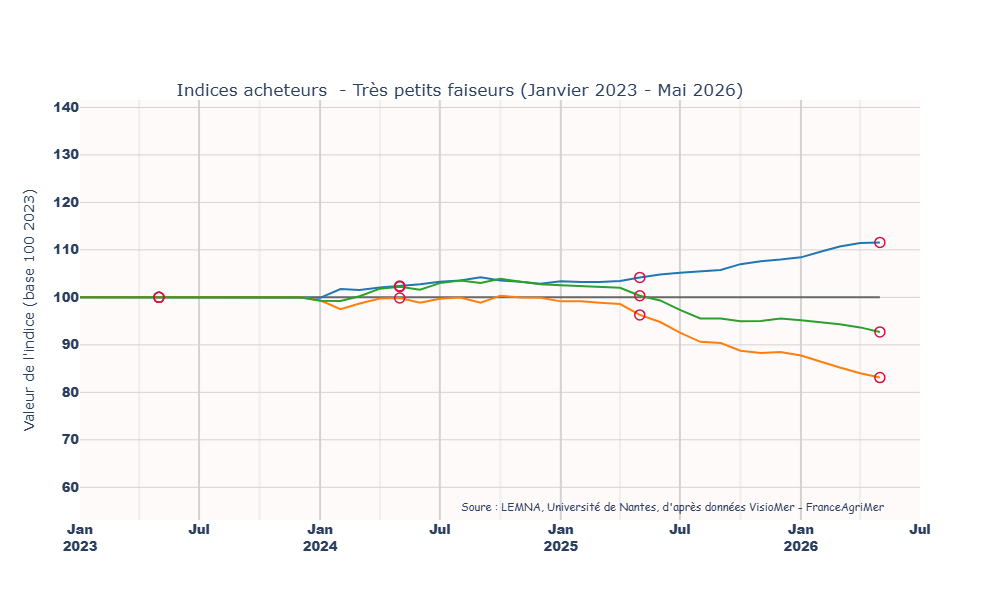 Indices acheteurs  - Très petits faiseurs (Janvier 2023 - Mai 2026)
Valeur de l'indice (base 100 2023)
140
130
120
110
100
90
80
70
60
Soure : LEMNA, Université de Nantes, d'après données VisioMer - FranceAgriMer
Jan Jul Jan Jul Jan Jul Jan Jul
2023 2024 2025 2026